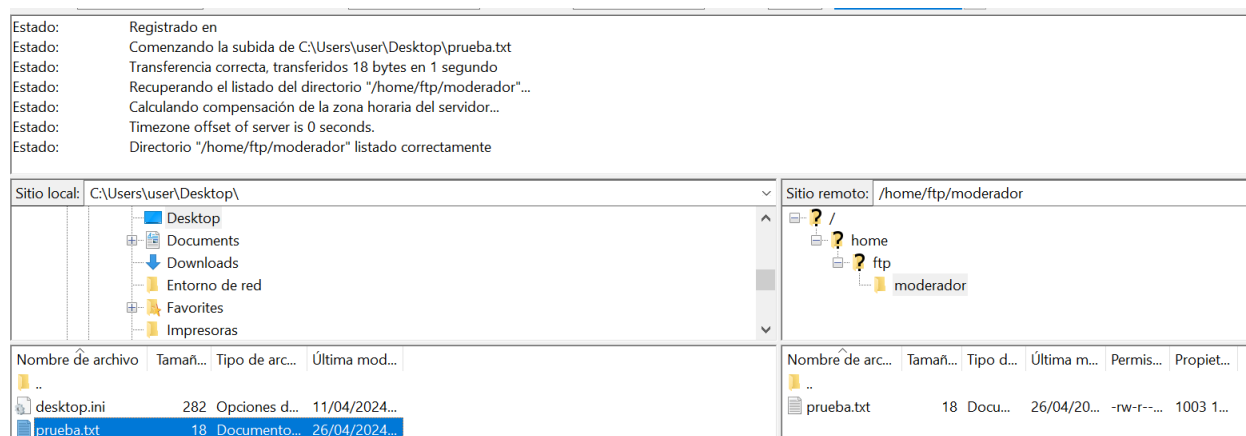 Estado: Registrado en
Estado: Comenzando la subida de C:\Users\user\Desktop\prueba.txt
Estado: Transferencia correcta, transferidos 18 bytes en 1 segundo
Estado: Recuperando el listado del directorio "/home/ftp/moderador"...
Estado: Calculando compensación de la zona horaria del servidor...
Estado: Timezone offset of server is 0 seconds.
Estado: Directorio "/home/ftp/moderador" listado correctamente
Sitio local: C:\Users\user\Desktop\
Desktop
Documents
Downloads
Entorno de red
Favorites
Impresoras
Sitio remoto: /home/ftp/moderador
/
home
ftp
moderador
Nombre de archivo Tamañ... Tipo de arc... Última mod...
..
desktop.ini 282 Opciones d... 11/04/2024...
prueba.txt 18 Documento... 26/04/2024...
Nombre de arc... Tamañ... Tipo d... Última m... Permis... Propiet...
..
prueba.txt 18 Docu... 26/04/20... -rw-r--... 1003 1...